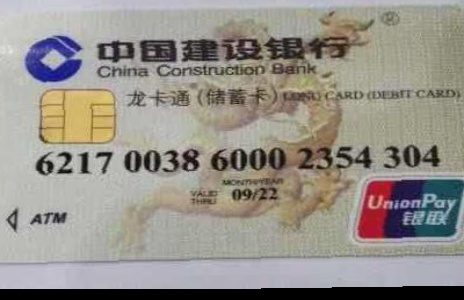 ®
中国建设银行
China Construction Bank
龙卡通(储蓄卡) LONG CARD (DEBIT CARD)
6217 0038 6000 2354 304
MONTH/YEAR
VALID THRU 09/22
ATM
UnionPay
银联